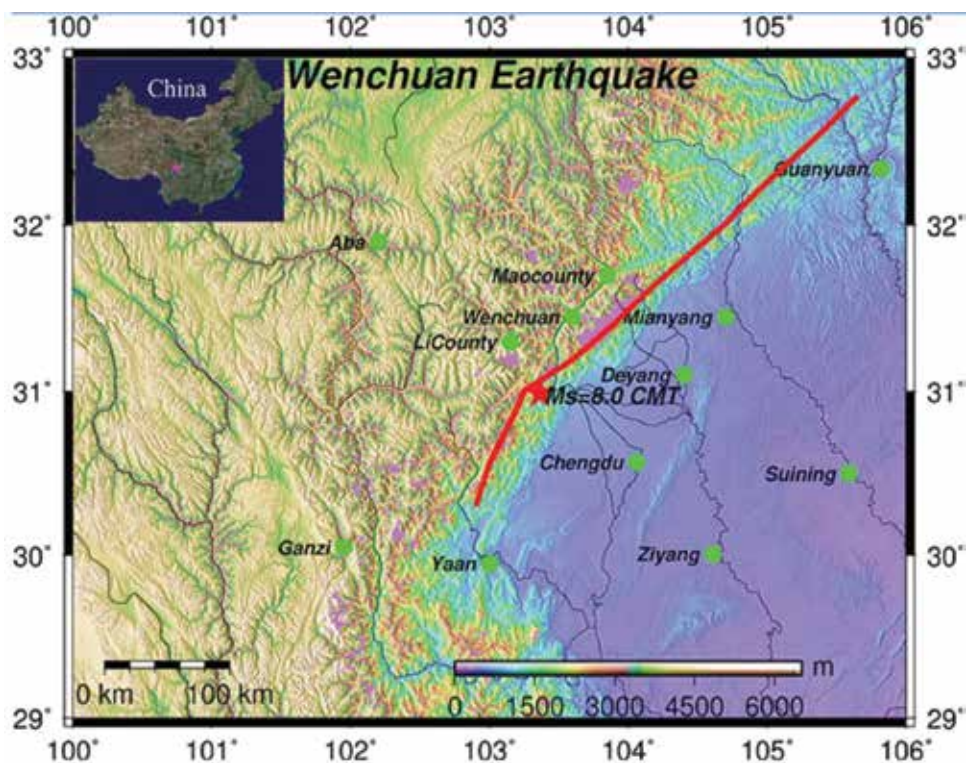 100° 101° 102° 103° 104° 105° 106°
33° 33°
China
Wenchuan Earthquake
Guanyuan
32° 32°
Aba
Maocounty
Wenchuan Mianyang
LiCounty
31° Deyang 31°
Ms=8.0 CMT
Chengdu
Suining
30° Ganzi Yaan Ziyang 30°
0 km 100 km
m
0 1500 3000 4500 6000
29° 29°
100° 101° 102° 103° 104° 105° 106°